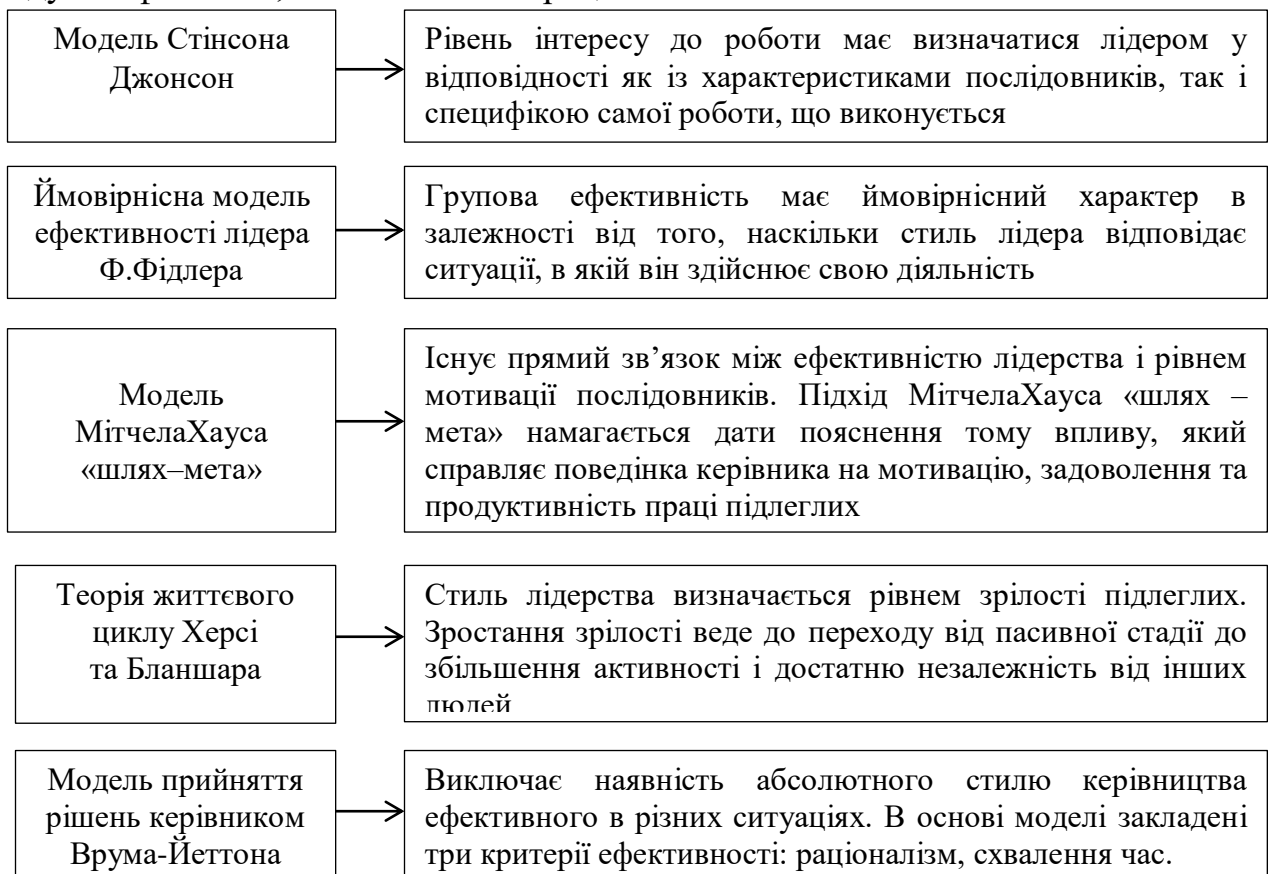 Модель Стінсона
Джонсон
Рівень інтересу до роботи має визначатися лідером у
відповідності як із характеристиками послідовників, так і
специфікою самої роботи, що виконується
Ймовірнісна модель
ефективності лідера
Ф.Фідлера
Групова ефективність має ймовірнісний характер в
залежності від того, наскільки стиль лідера відповідає
ситуації, в якій він здійснює свою діяльність
Модель
МітчелаХауса
«шлях–мета»
Існує прямий зв’язок між ефективністю лідерства і рівнем
мотивації послідовників. Підхід МітчелаХауса «шлях –
мета» намагається дати пояснення тому впливу, який
справляє поведінка керівника на мотивацію, задоволення та
продуктивність праці підлеглих
Теорія життєвого
циклу Херсі
та Бланшара
Стиль лідерства визначається рівнем зрілості підлеглих.
Зростання зрілості веде до переходу від пасивної стадії до
збільшення активності і достатню незалежність від інших
людей
Модель прийняття
рішень керівником
Врума-Йеттона
Виключає наявність абсолютного стилю керівництва
ефективного в різних ситуаціях. В основі моделі закладені
три критерії ефективності: раціоналізм, схвалення час.